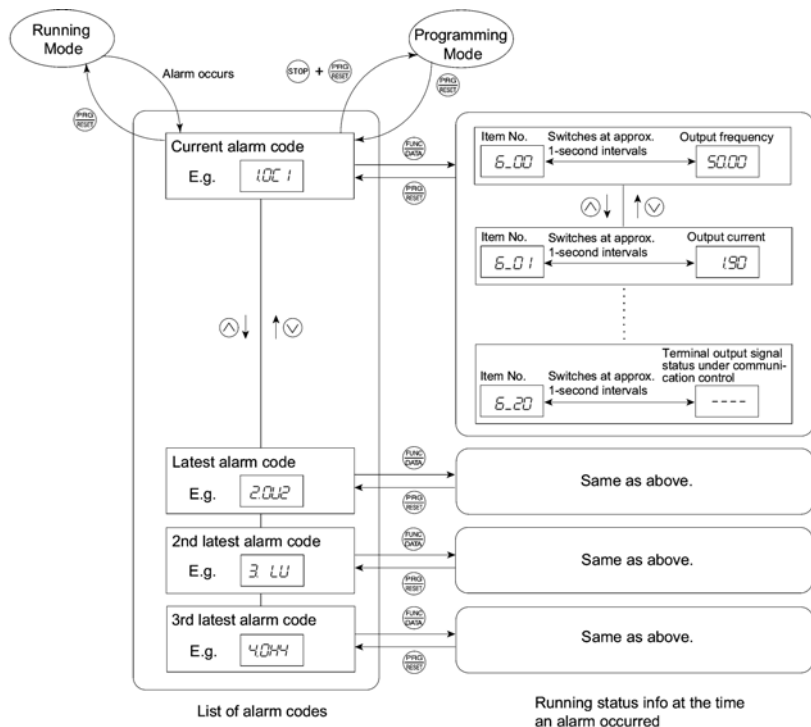 Running
Mode
Programming
Mode
Alarm occurs
STOP + PRG
RESET
PRG
RESET
PRG
RESET
Current alarm code
E.g. 1.OC1
FUNC
DATA
PRG
RESET
Item No.
6_00
Switches at approx.
1-second intervals
Output frequency
50.00
Item No.
6_01
Switches at approx.
1-second intervals
Output current
1.90
Item No.
6_20
Switches at approx.
1-second intervals
Terminal output signal
status under communi-
cation control
----
Latest alarm code
E.g. 2.OU2
FUNC
DATA
PRG
RESET
Same as above.
2nd latest alarm code
E.g. 3. LU
FUNC
DATA
PRG
RESET
Same as above.
3rd latest alarm code
E.g. 4.OH4
FUNC
DATA
PRG
RESET
Same as above.
List of alarm codes
Running status info at the time
an alarm occurred